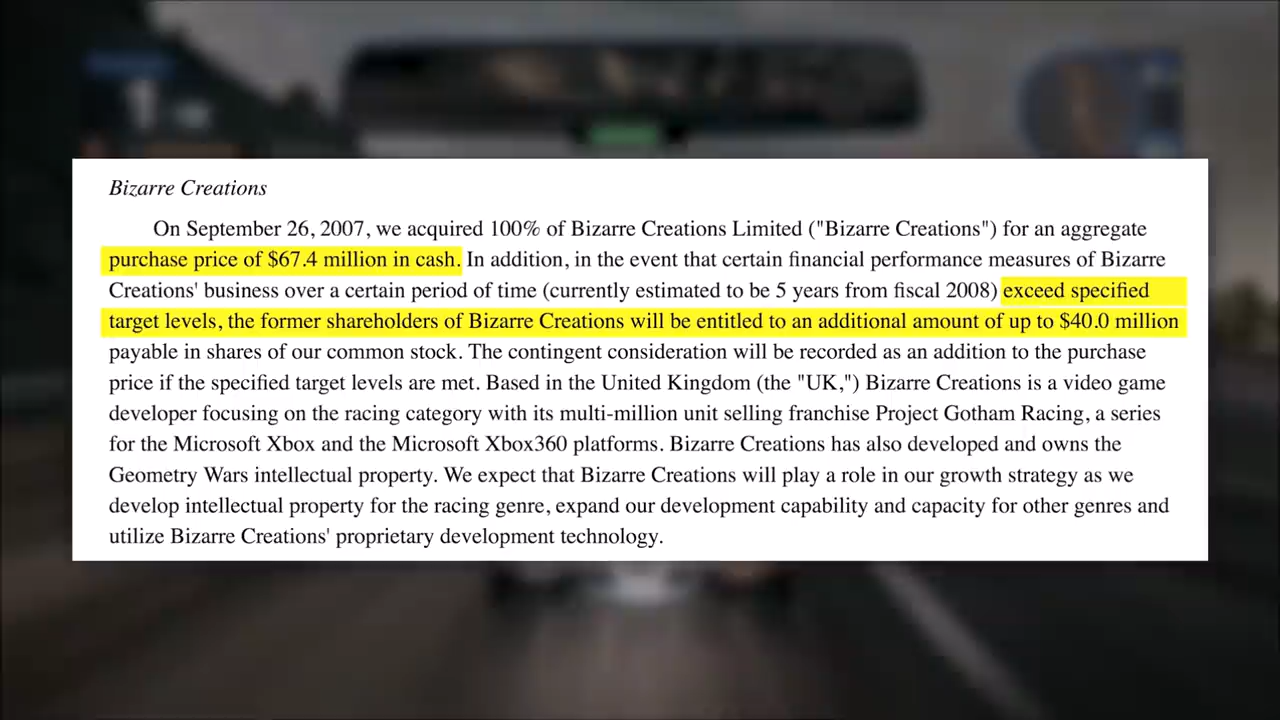 Bizarre Creations
On September 26, 2007, we acquired 100% of Bizarre Creations Limited ("Bizarre Creations") for an aggregate
purchase price of $67.4 million in cash. In addition, in the event that certain financial performance measures of Bizarre
Creations' business over a certain period of time (currently estimated to be 5 years from fiscal 2008) exceed specified
target levels, the former shareholders of Bizarre Creations will be entitled to an additional amount of up to $40.0 million
payable in shares of our common stock. The contingent consideration will be recorded as an addition to the purchase
price if the specified target levels are met. Based in the United Kingdom (the "UK,") Bizarre Creations is a video game
developer focusing on the racing category with its multi-million unit selling franchise Project Gotham Racing, a series
for the Microsoft Xbox and the Microsoft Xbox360 platforms. Bizarre Creations has also developed and owns the
Geometry Wars intellectual property. We expect that Bizarre Creations will play a role in our growth strategy as we
develop intellectual property for the racing genre, expand our development capability and capacity for other genres and
utilize Bizarre Creations' proprietary development technology.